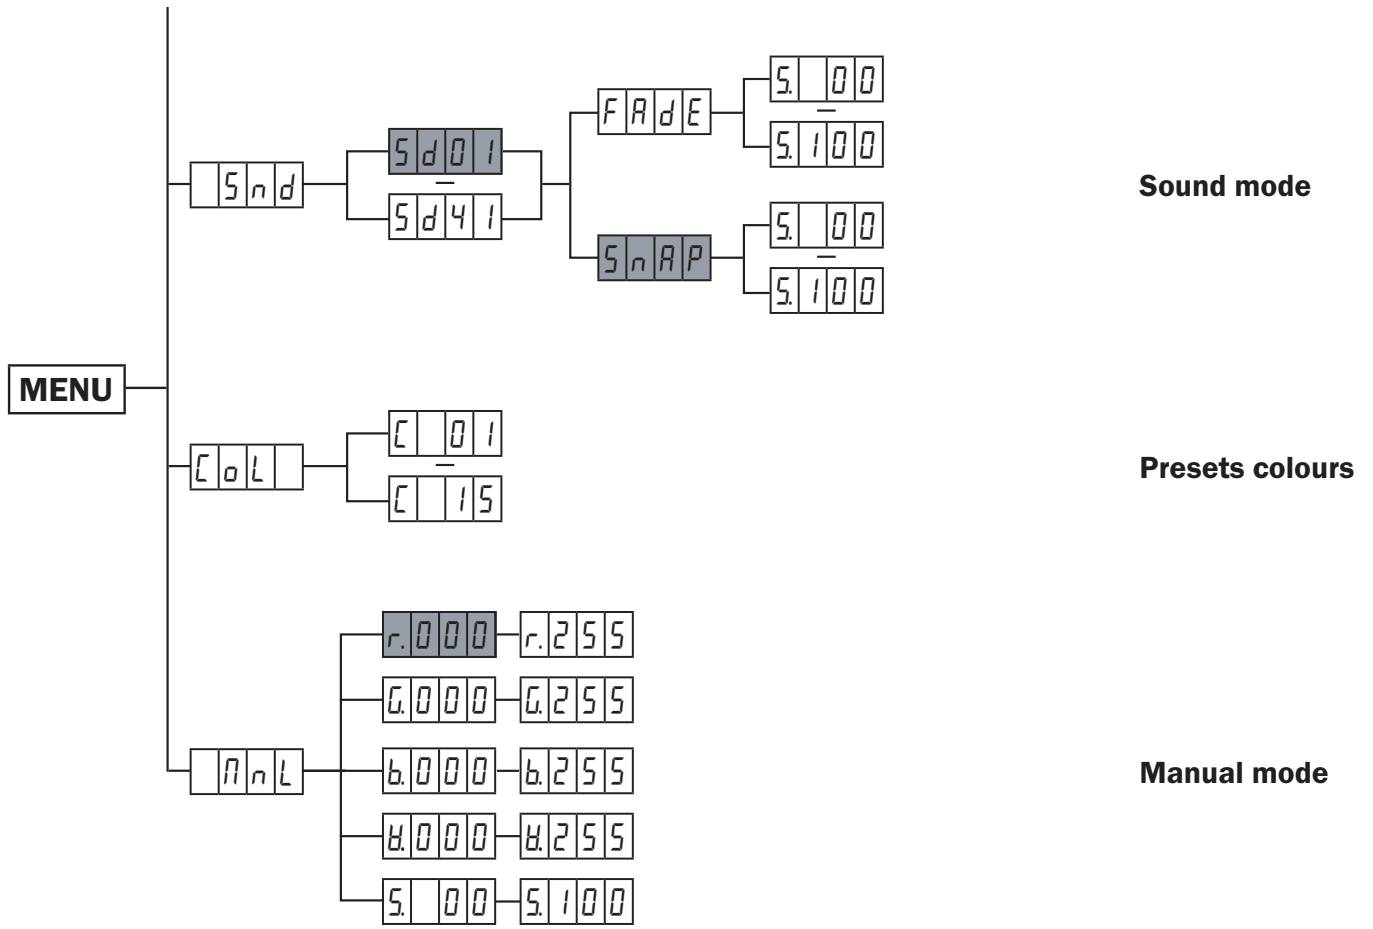 S. 00
FAdE
S.100
Sd01
Snd
Sound mode
Sd41
S. 00
SnAP
S.100
MENU
C 01
CoL
Presets colours
C 15
r.000 r.255
G.000 G.255
MnL
b.000 b.255
Manual mode
W.000 W.255
S. 00 S.100